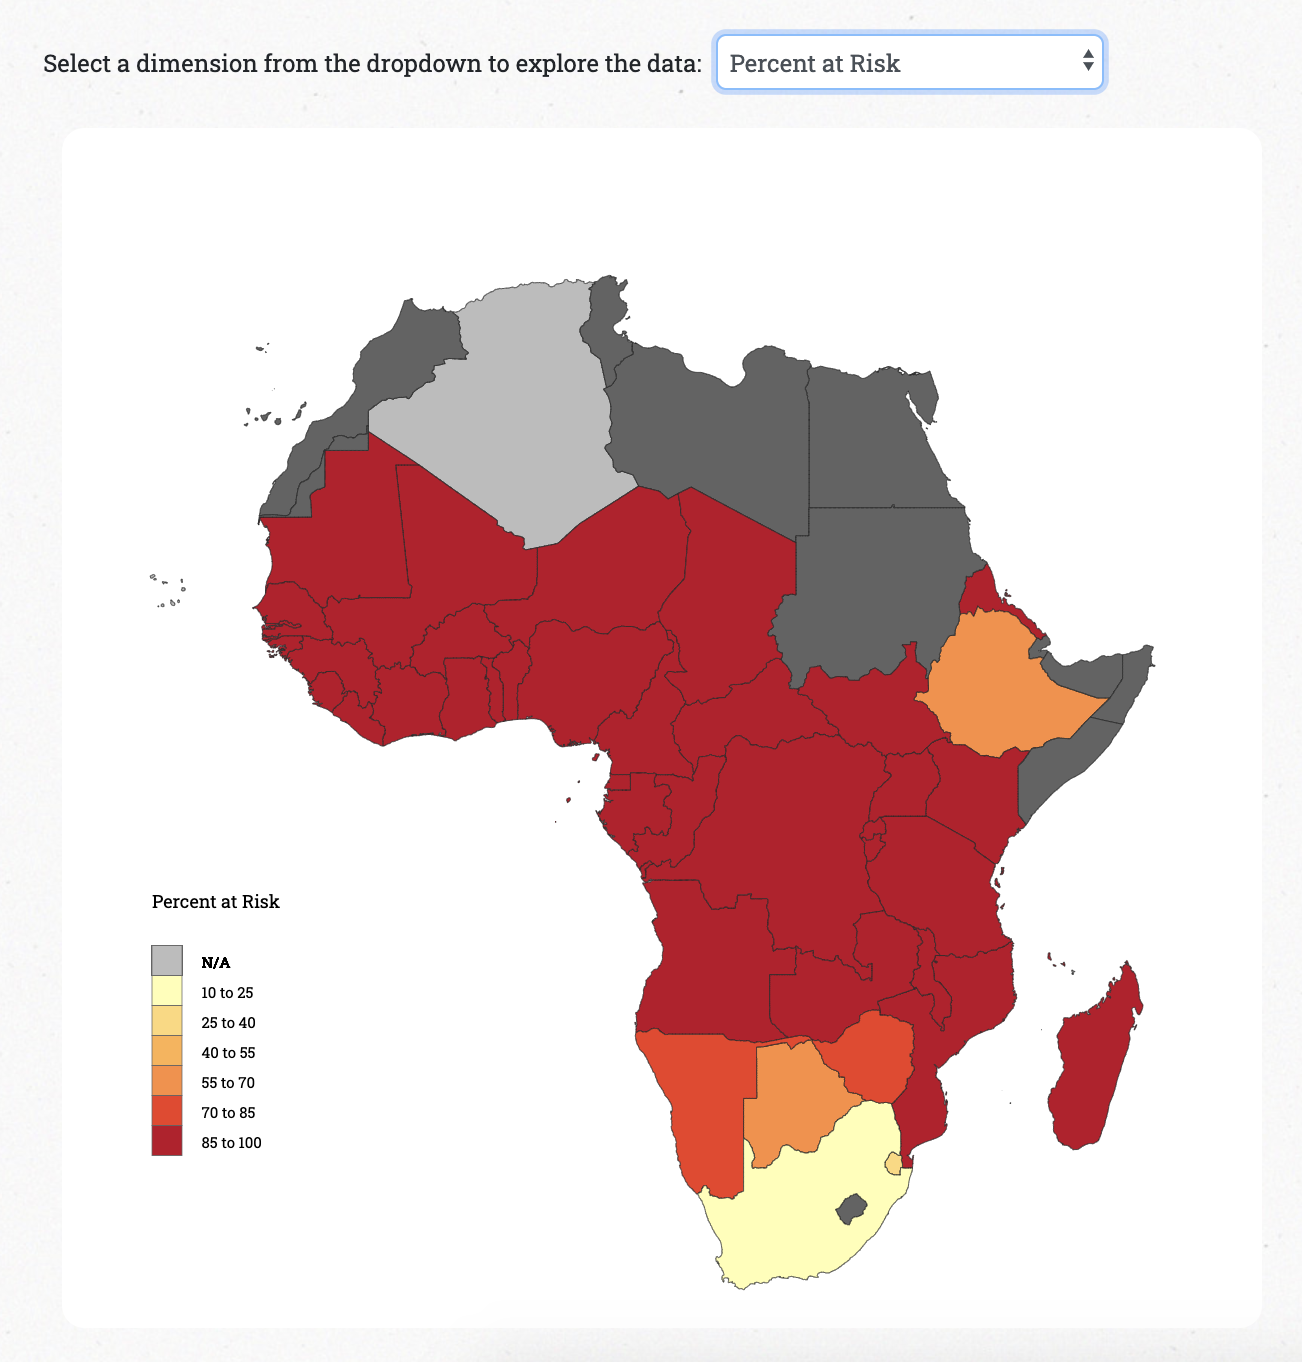 Select a dimension from the dropdown to explore the data: Percent at Risk
Percent at Risk
N/A
10 to 25
25 to 40
40 to 55
55 to 70
70 to 85
85 to 100